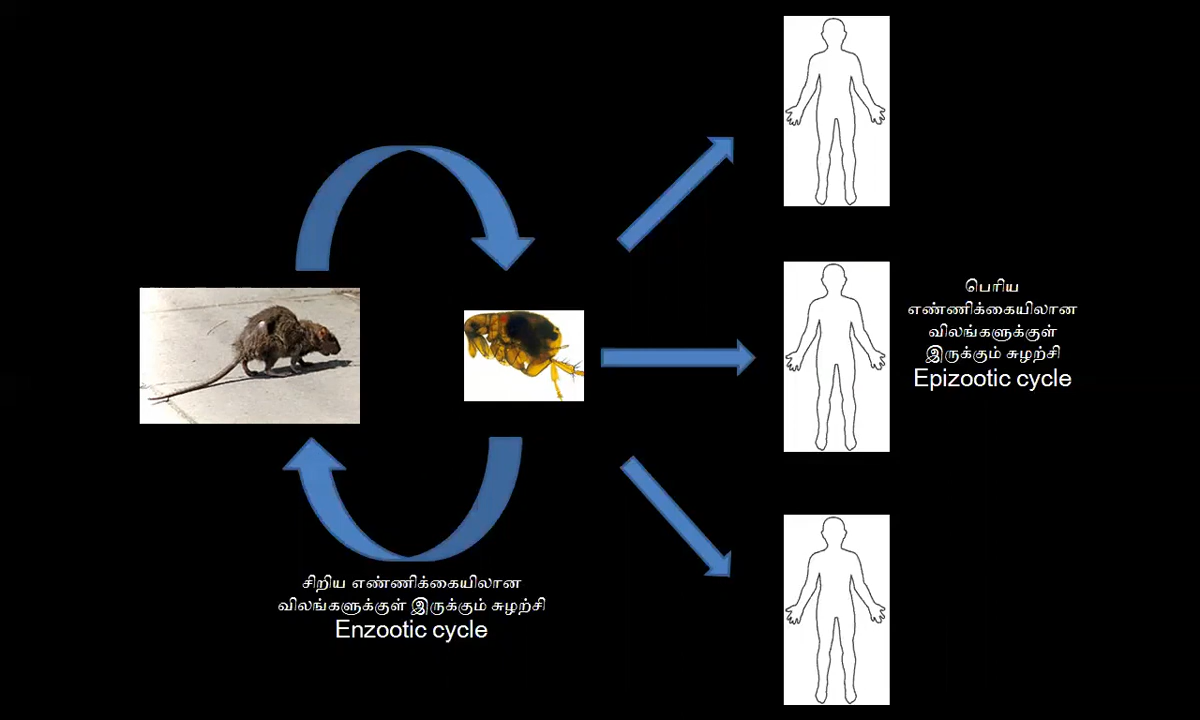 பெரிய
எண்ணிக்கையிலான
விலங்களுக்குள்
இருக்கும் சுழற்சி
Epizootic cycle
சிறிய எண்ணிக்கையிலான
விலங்களுக்குள் இருக்கும் சுழற்சி
Enzootic cycle